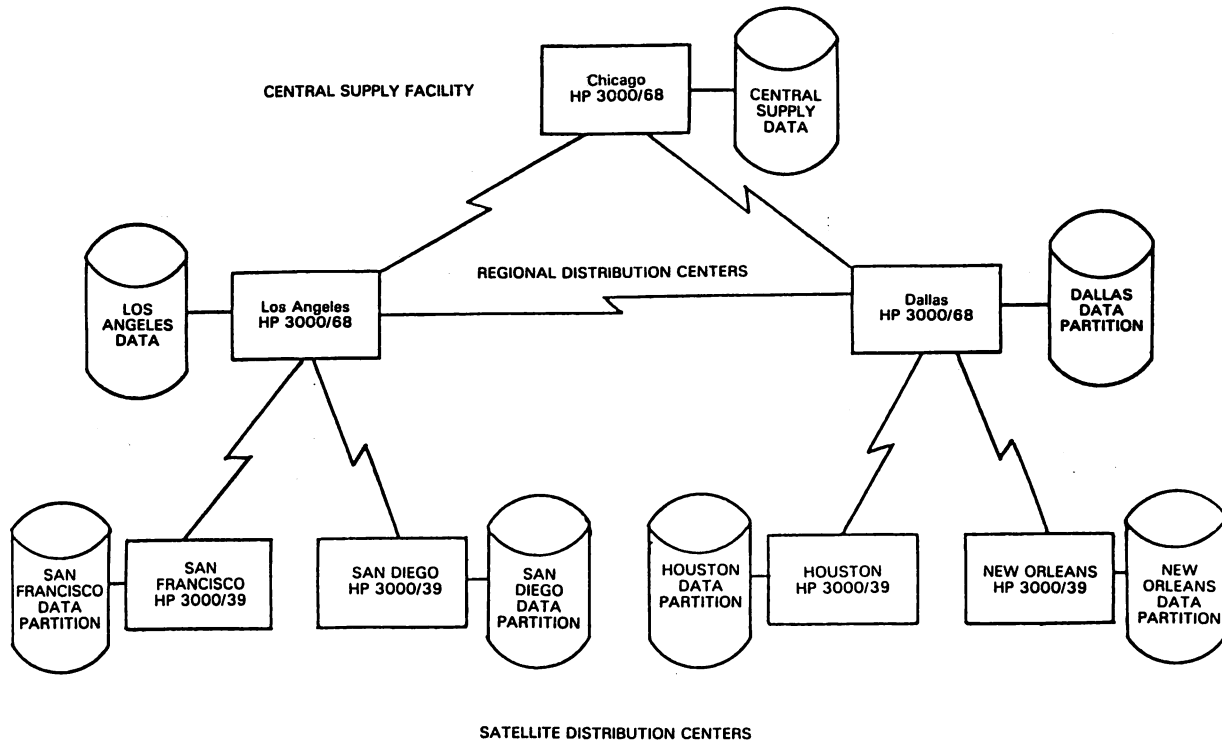 CENTRAL SUPPLY FACILITY
Chicago
HP 3000/68
CENTRAL
SUPPLY
DATA
REGIONAL DISTRIBUTION CENTERS
LOS
ANGELES
DATA
Los Angeles
HP 3000/68
Dallas
HP 3000/68
DALLAS
DATA
PARTITION
SAN
FRANCISCO
DATA
PARTITION
SAN
FRANCISCO
HP 3000/39
SAN DIEGO
HP 3000/39
SAN
DIEGO
DATA
PARTITION
HOUSTON
DATA
PARTITION
HOUSTON
HP 3000/39
NEW ORLEANS
HP 3000/39
NEW
ORLEANS
DATA
PARTITION
SATELLITE DISTRIBUTION CENTERS